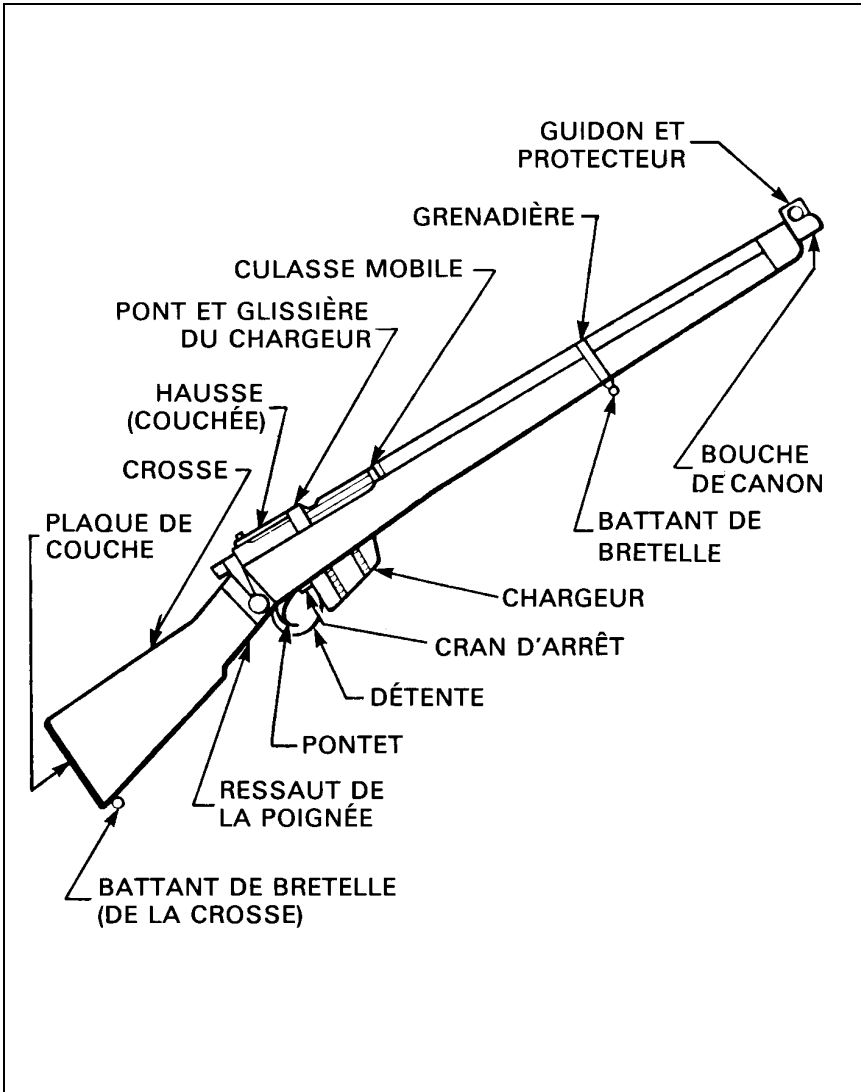 GUIDON ET
PROTECTEUR
GRENADIÈRE
CULASSE MOBILE
PONT ET GLISSIÈRE
DU CHARGEUR
HAUSSE
(COUCHÉE)
CROSSE
PLAQUE DE
COUCHE
BOUCHE
DE CANON
BATTANT DE
BRETELLE
CHARGEUR
CRAN D'ARRÊT
DÉTENTE
PONTET
RESSAUT DE
LA POIGNÉE
BATTANT DE BRETELLE
(DE LA CROSSE)